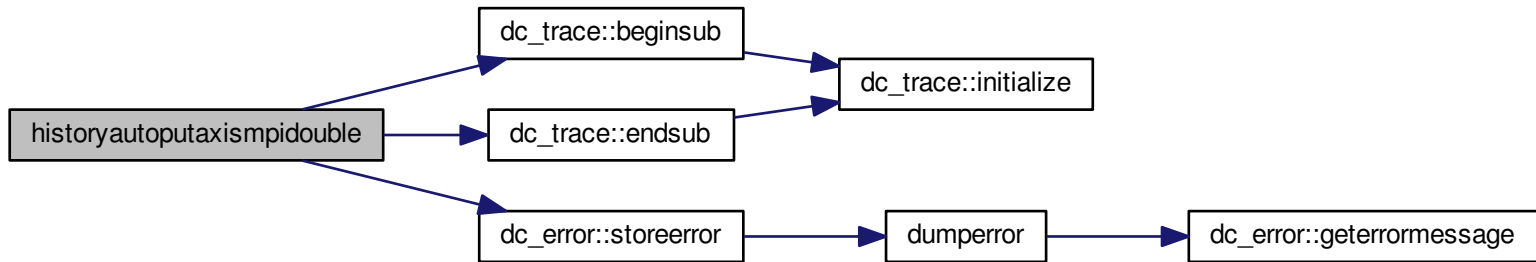 dc_trace::beginsub
dc_trace::initialize
historyautoputaxismpidouble
dc_trace::endsub
dc_error::storeerror
dumperror
dc_error::geterrormessage